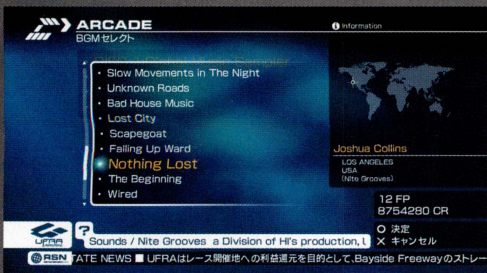 ARCADE
BGMセレクト
Information
• Slow Movements in The Night
• Unknown Roads
• Bad House Music
• Lost City
• Scapegoat
• Falling Up Ward
• Nothing Lost
• The Beginning
• Wired
Joshua Collins
LOS ANGELES
USA
(Nite Grooves)
12 FP
8754280 CR
○ 決定
× キャンセル
UFRA
?
Sounds / Nite Grooves a Division of HI's production, L
RSN
TATE NEWS ■ UFRAはレース開催地への利益還元を目的として、Bayside Freewayのストレー